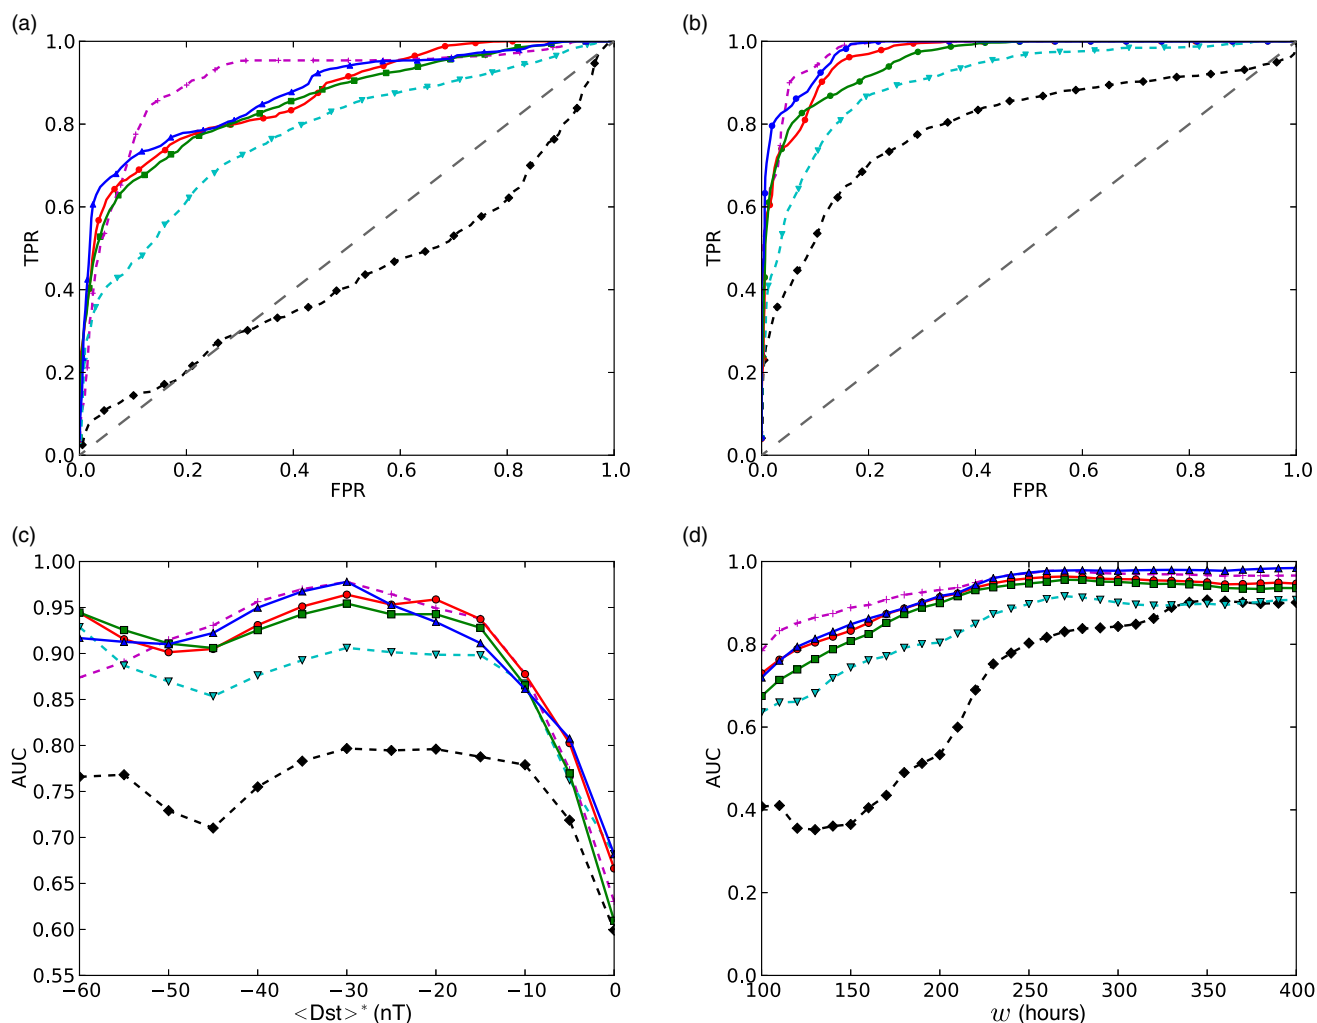 (a)
(b)
1.0
0.8
0.6
0.4
0.2
0.0
TPR
0.0 0.2 0.4 0.6 0.8 1.0
FPR
1.0
0.8
0.6
0.4
0.2
0.0
TPR
0.0 0.2 0.4 0.6 0.8 1.0
FPR
(c)
(d)
1.00
0.95
0.90
0.85
0.80
0.75
0.70
0.65
0.60
0.55
AUC
−60 −50 −40 −30 −20 −10 0
<Dst>* (nT)
1.0
0.8
0.6
0.4
0.2
0.0
AUC
100 150 200 250 300 350 400
w (hours)